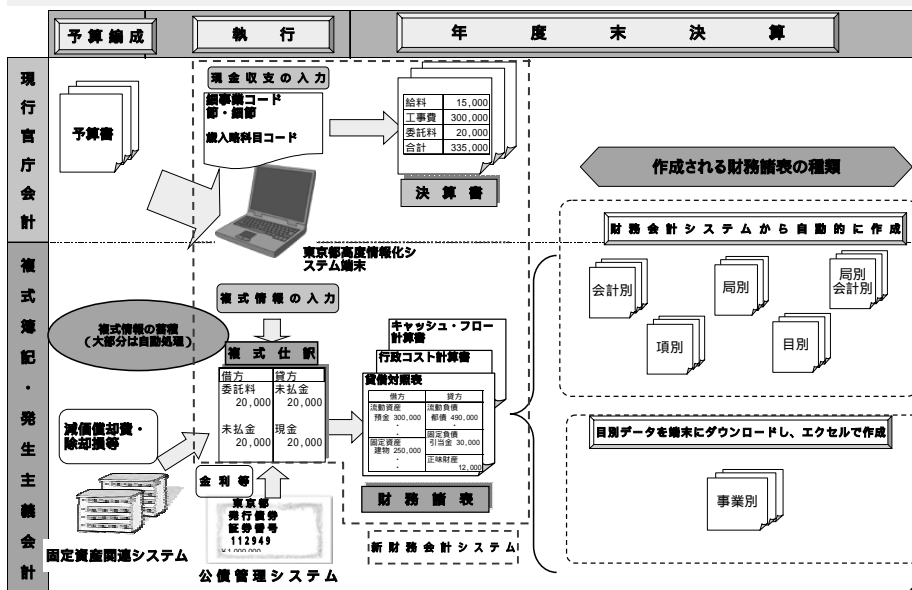 予算編成
執行
年度末決算
現行官庁会計
複式簿記・発生主義会計
予算書
現金収支の入力
細事業コード
節・細節
歳入略科目コード
給料 15,000
工事費 300,000
委託料 20,000
合計 335,000
決算書
東京都高度情報化シ
ステム端末
作成される財務諸表の種類
財務会計システムから自動的に作成
会計別
局別
局別
会計別
項別
目別
複式情報の入力
複式情報の蓄積
(大部分は自動処理)
複式仕訳
借方 貸方
委託料 未払金
20,000 20,000
未払金 現金
20,000 20,000
キャッシュ・フロー
計算書
行政コスト計算書
貸借対照表
借方 貸方
流動資産 流動負債
預金 300,000 都債 490,000
固定資産 固定負債
建物 250,000 引当金 30,000
正味財産
12,000
財務諸表
減価償却費・
除却損等
固定資産関連システム
金利等
東京都
発行債券
証券番号
112949
¥1,000,000
公債管理システム
新財務会計システム
目別データを端末にダウンロードし、エクセルで作成
事業別